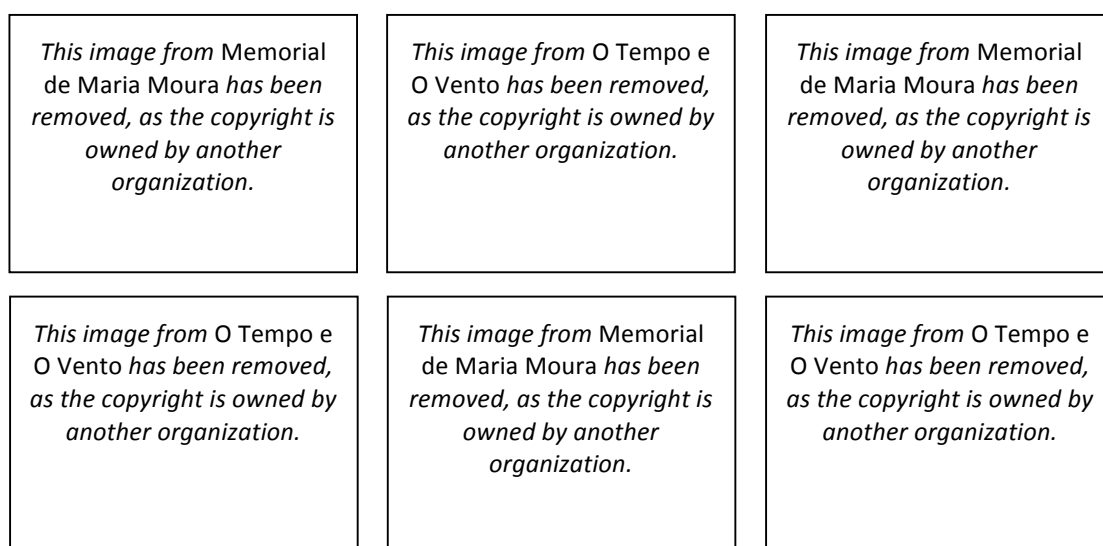 This image from Memorial
de Maria Moura has been
removed, as the copyright is
owned by another
organization.
This image from O Tempo e
O Vento has been removed,
as the copyright is owned by
another organization.
This image from Memorial
de Maria Moura has been
removed, as the copyright is
owned by another
organization.
This image from O Tempo e
O Vento has been removed,
as the copyright is owned by
another organization.
This image from Memorial
de Maria Moura has been
removed, as the copyright is
owned by another
organization.
This image from O Tempo e
O Vento has been removed,
as the copyright is owned by
another organization.